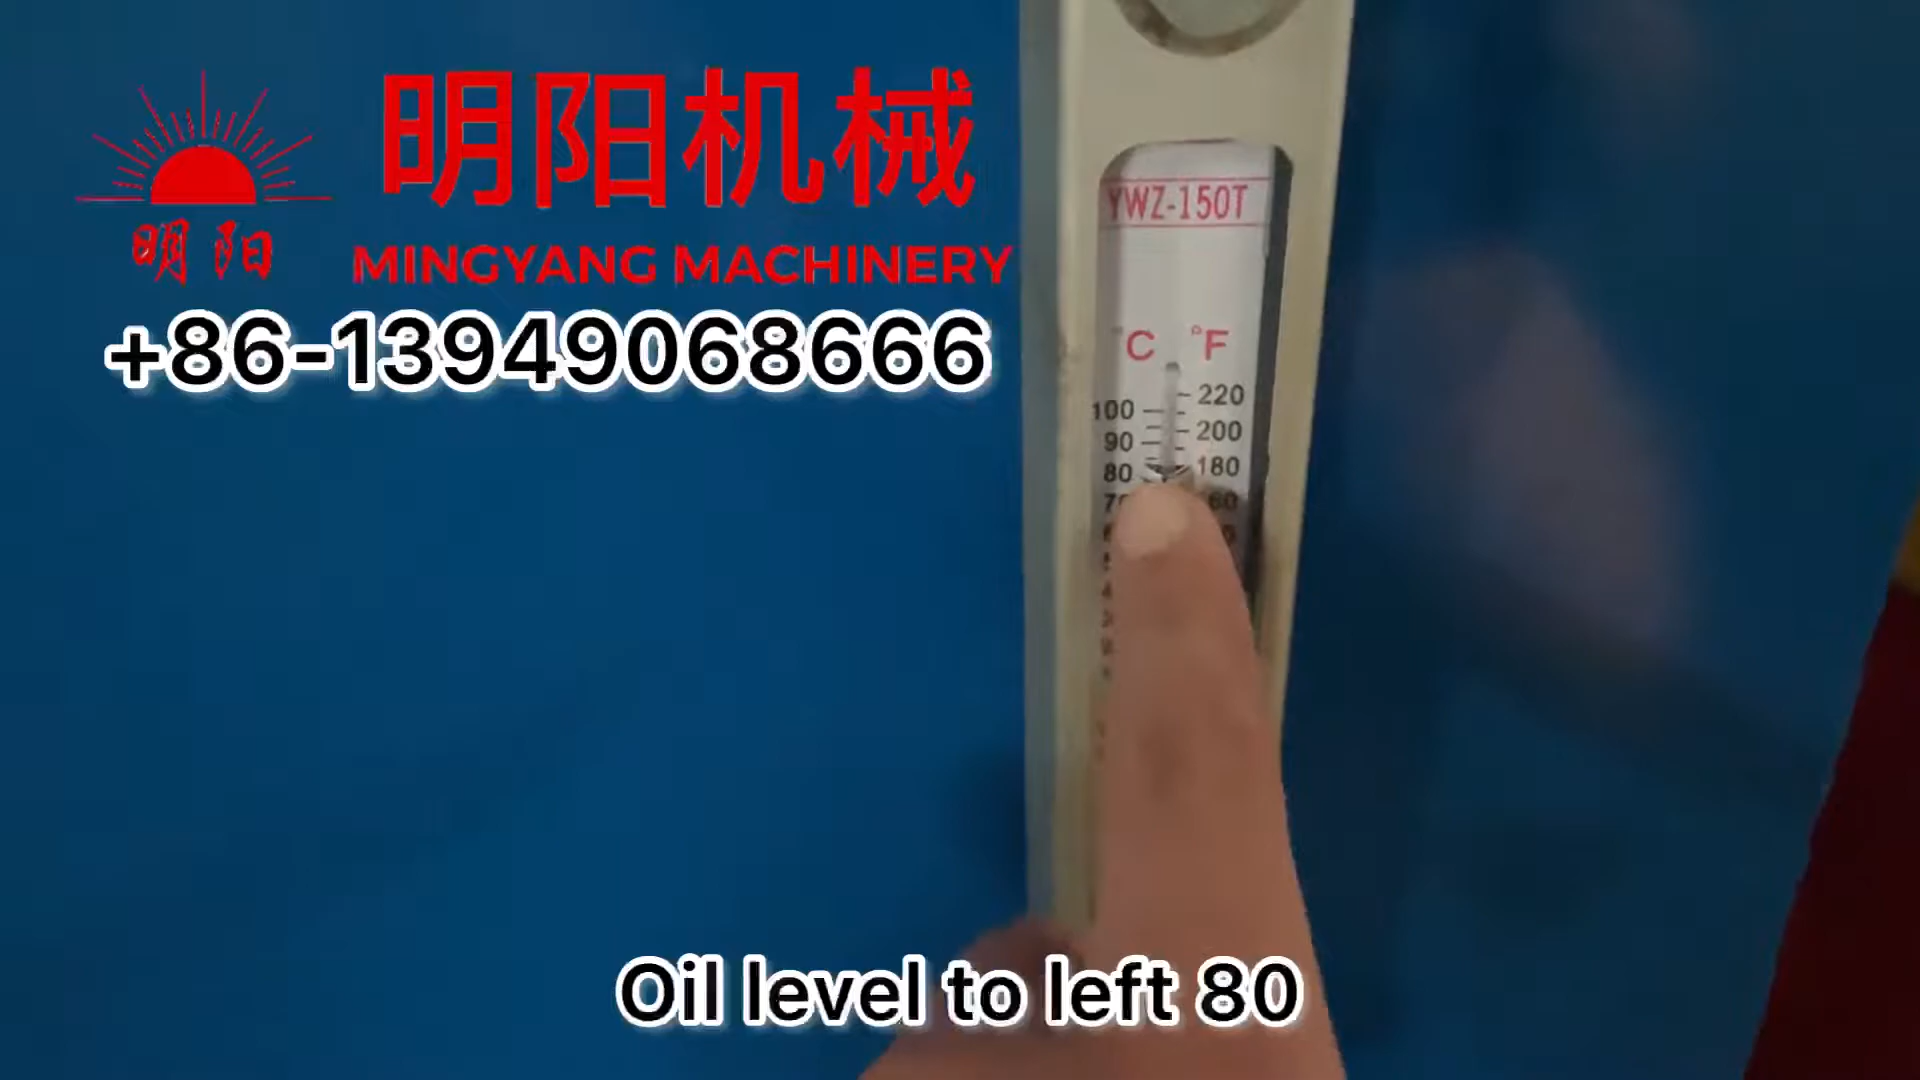 明阳机械
明阳
MINGYANG MACHINERY
+86-13949068666
YWZ-150T
°C °F
220
100
200
90
180
80
Oil level to left 80